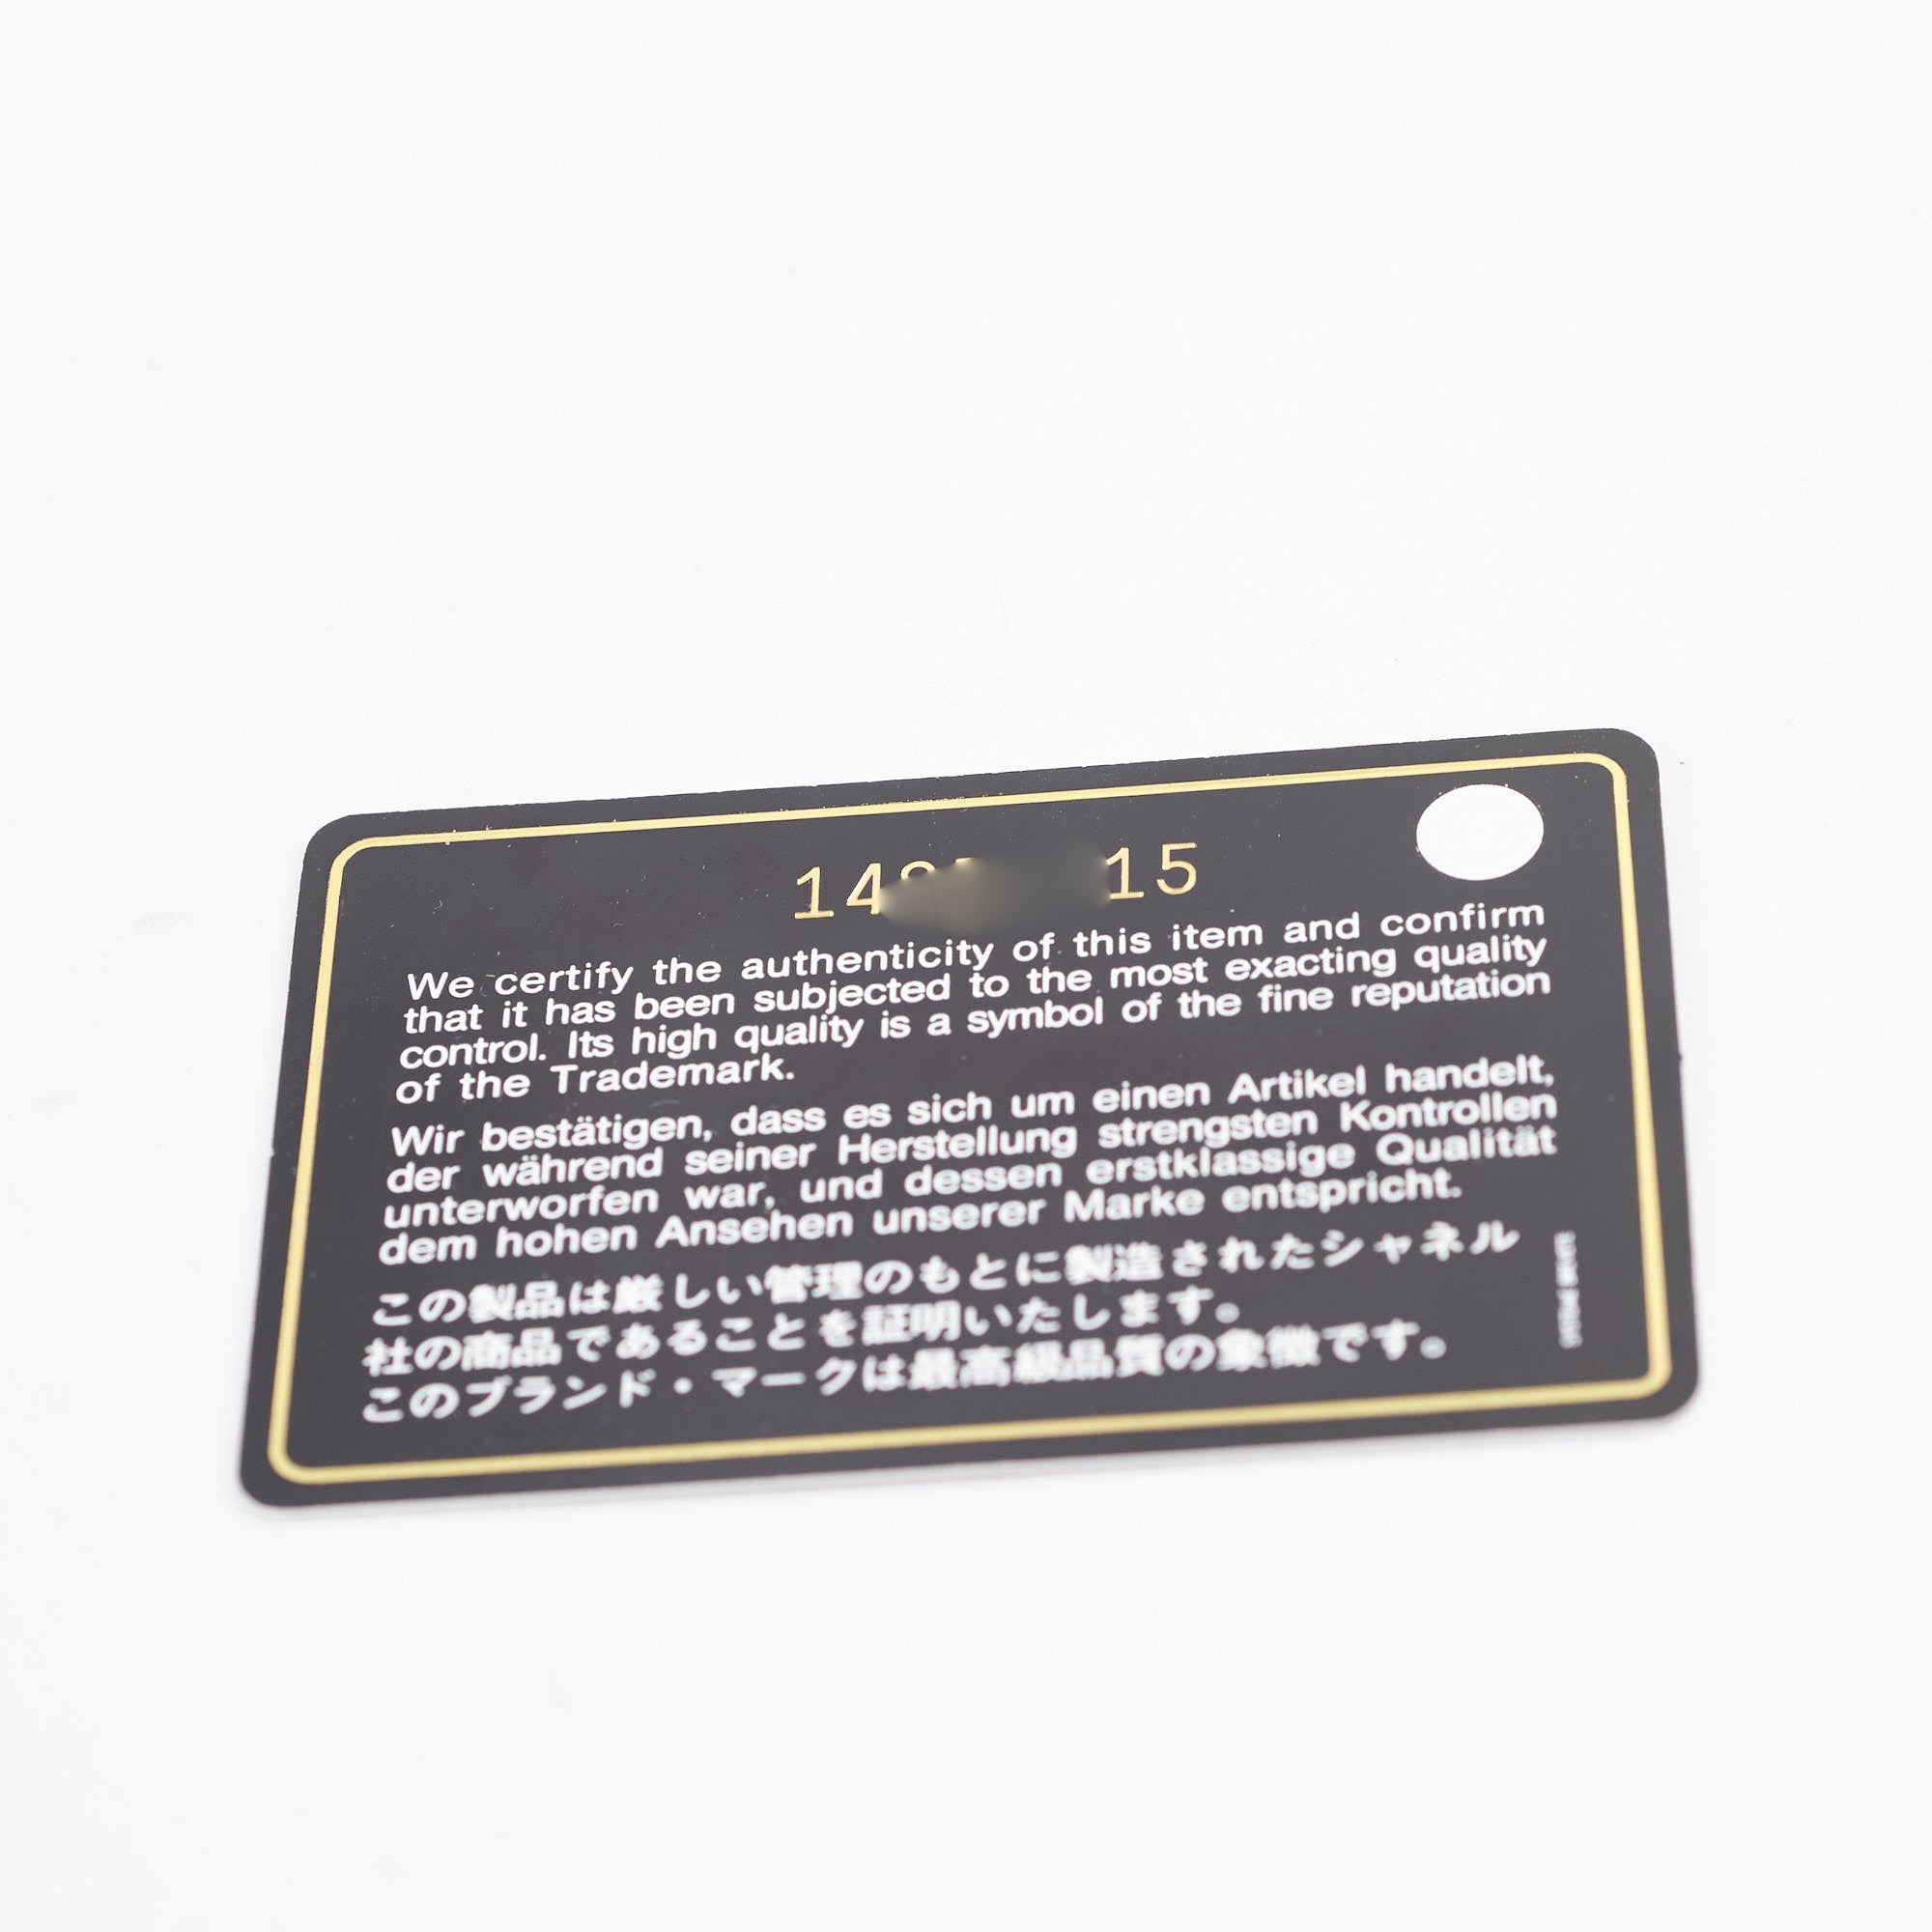 We certify the authenticity of this item and confirm
that it has been subjected to the most exacting quality
control. Its high quality is a symbol of the fine reputation
of the Trademark.
Wir bestätigen, dass es sich um einen Artikel handelt,
der während seiner Herstellung strengsten Kontrollen
unterworfen war, und dessen erstklassige Qualität
dem hohen Ansehen unserer Marke entspricht.
この製品は厳しい管理のもとに製造されたシャネル
社の商品であることを証明いたします。
このブランド・マークは最高級品質の象徴です。